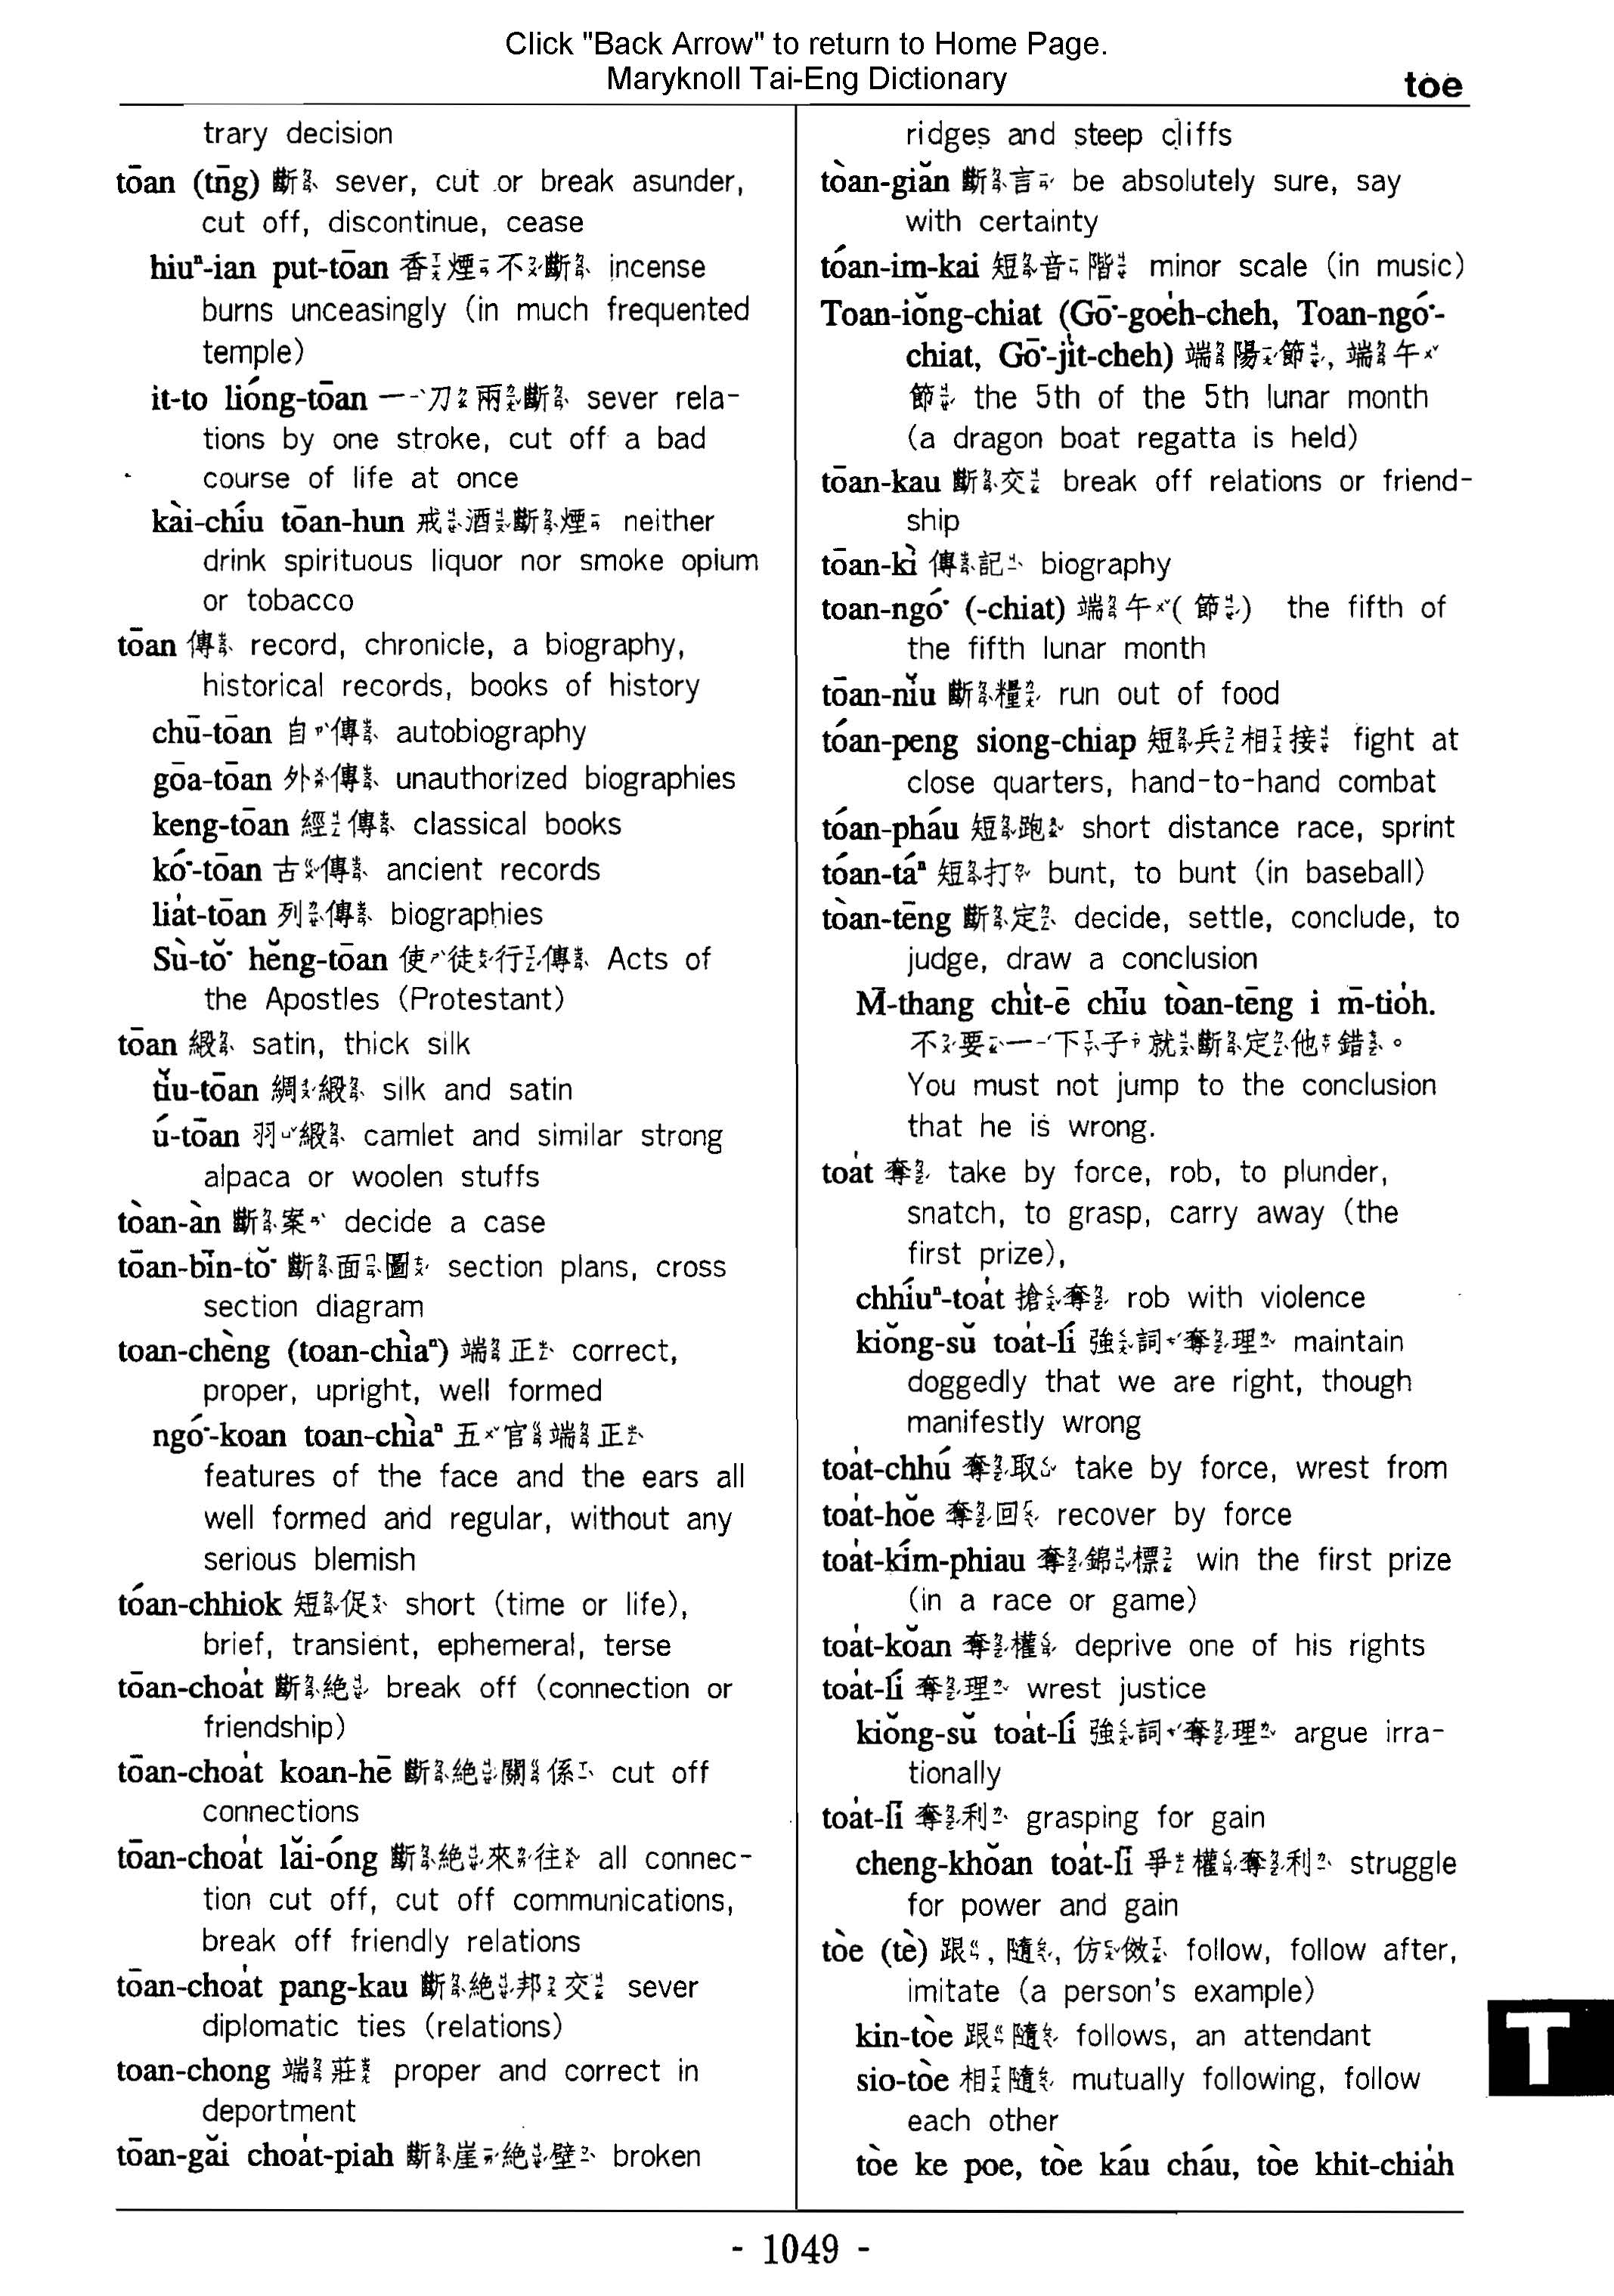 Click "Back Arrow" to return to Home Page.
Maryknoll Tai-Eng Dictionary
tòe
trary decision
tōan (tn̄g) 斷 sever, cut or break asunder,
cut off, discontinue, cease
hiuⁿ-ian put-tōan 香煙不斷 incense
burns unceasingly (in much frequented
temple)
it-to lióng-tōan 一刀兩斷 sever rela-
tions by one stroke, cut off a bad
course of life at once
kài-chíu tōan-hun 戒酒斷煙 neither
drink spirituous liquor nor smoke opium
or tobacco
tōan 傳 record, chronicle, a biography,
historical records, books of history
chū-tōan 自傳 autobiography
gōa-tōan 外傳 unauthorized biographies
keng-tōan 經傳 classical books
kó͘-tōan 古傳 ancient records
lia̍t-tōan 列傳 biographies
Sù-tŏ͘ hĕng-tōan 使徒行傳 Acts of
the Apostles (Protestant)
tōan 緞 satin, thick silk
tĭu-tōan 綢緞 silk and satin
ú-tōan 羽緞 camlet and similar strong
alpaca or woolen stuffs
tòan-àn 斷案 decide a case
tōan-bīn-tŏ͘ 斷面圖 section plans, cross
section diagram
toan-chèng (toan-chìaⁿ) 端正 correct,
proper, upright, well formed
ngó͘-koan toan-chìaⁿ 五官端正
features of the face and the ears all
well formed and regular, without any
serious blemish
tóan-chhiok 短促 short (time or life),
brief, transient, ephemeral, terse
tōan-choa̍t 斷絶 break off (connection or
friendship)
tōan-choa̍t koan-hē 斷絶關係 cut off
connections
tōan-choa̍t lăi-óng 斷絶來往 all connec-
tion cut off, cut off communications,
break off friendly relations
tōan-choa̍t pang-kau 斷絶邦交 sever
diplomatic ties (relations)
toan-chong 端莊 proper and correct in
deportment
tōan-găi choa̍t-piah 斷崖絶壁 broken
ridges and steep cliffs
tòan-giăn 斷言 be absolutely sure, say
with certainty
tóan-im-kai 短音階 minor scale (in music)
Toan-iŏng-chiat (Gō͘-goe̍h-cheh, Toan-ngó͘-
chiat, Gō͘-ji̍t-cheh) 端陽節, 端午
節 the 5th of the 5th lunar month
(a dragon boat regatta is held)
tōan-kau 斷交 break off relations or friend-
ship
tōan-kì 傳記 biography
toan-ngó͘ (-chiat) 端午(節) the fifth of
the fifth lunar month
tōan-nĭu 斷糧 run out of food
tóan-peng siong-chiap 短兵相接 fight at
close quarters, hand-to-hand combat
tóan-pháu 短跑 short distance race, sprint
tóan-táⁿ 短打 bunt, to bunt (in baseball)
tòan-tēng 斷定 decide, settle, conclude, to
judge, draw a conclusion
M̄-thang chi̍t-ē chīu tòan-tēng i m̄-tio̍h.
不要一下子就斷定他錯。
You must not jump to the conclusion
that he is wrong.
toa̍t 奪 take by force, rob, to plunder,
snatch, to grasp, carry away (the
first prize),
chhíuⁿ-toa̍t 搶奪 rob with violence
kiŏng-sŭ toa̍t-lí 強詞奪理 maintain
doggedly that we are right, though
manifestly wrong
toa̍t-chhú 奪取 take by force, wrest from
toa̍t-hŏe 奪回 recover by force
toa̍t-kím-phiau 奪錦標 win the first prize
(in a race or game)
toa̍t-kŏan 奪權 deprive one of his rights
toa̍t-lí 奪理 wrest justice
kiŏng-sŭ toa̍t-lí 強詞奪理 argue irra-
tionally
toa̍t-lī 奪利 grasping for gain
cheng-khŏan toa̍t-lī 爭權奪利 struggle
for power and gain
tòe (tè) 跟, 隨, 仿傚 follow, follow after,
imitate (a person's example)
kin-tòe 跟隨 follows, an attendant
sio-tòe 相隨 mutually following, follow
each other
tòe ke poe, tòe káu cháu, tòe khit-chia̍h
T
- 1049 -